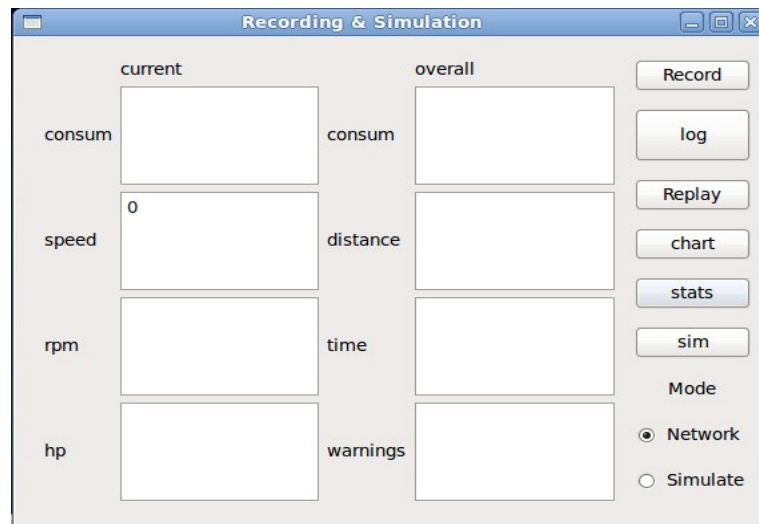 Recording & Simulation
current overall
Record
consum consum
log
Replay
0
speed distance
chart
stats
rpm time
sim
Mode
Network
hp warnings
Simulate